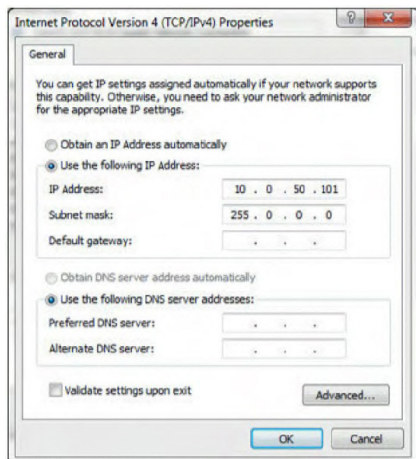 Internet Protocol Version 4 (TCP/IPv4) Properties
General
You can get IP settings assigned automatically if your network supports
this capability. Otherwise, you need to ask your network administrator
for the appropriate IP settings.
Obtain an IP Address automatically
Use the following IP Address:
IP Address: 10 . 0 . 50 . 101
Subnet mask: 255 . 0 . 0 . 0
Default gateway: . . .
Obtain DNS server address automatically
Use the following DNS server addresses:
Preferred DNS server: . . .
Alternate DNS server: . . .
Validate settings upon exit
Advanced...
OK Cancel